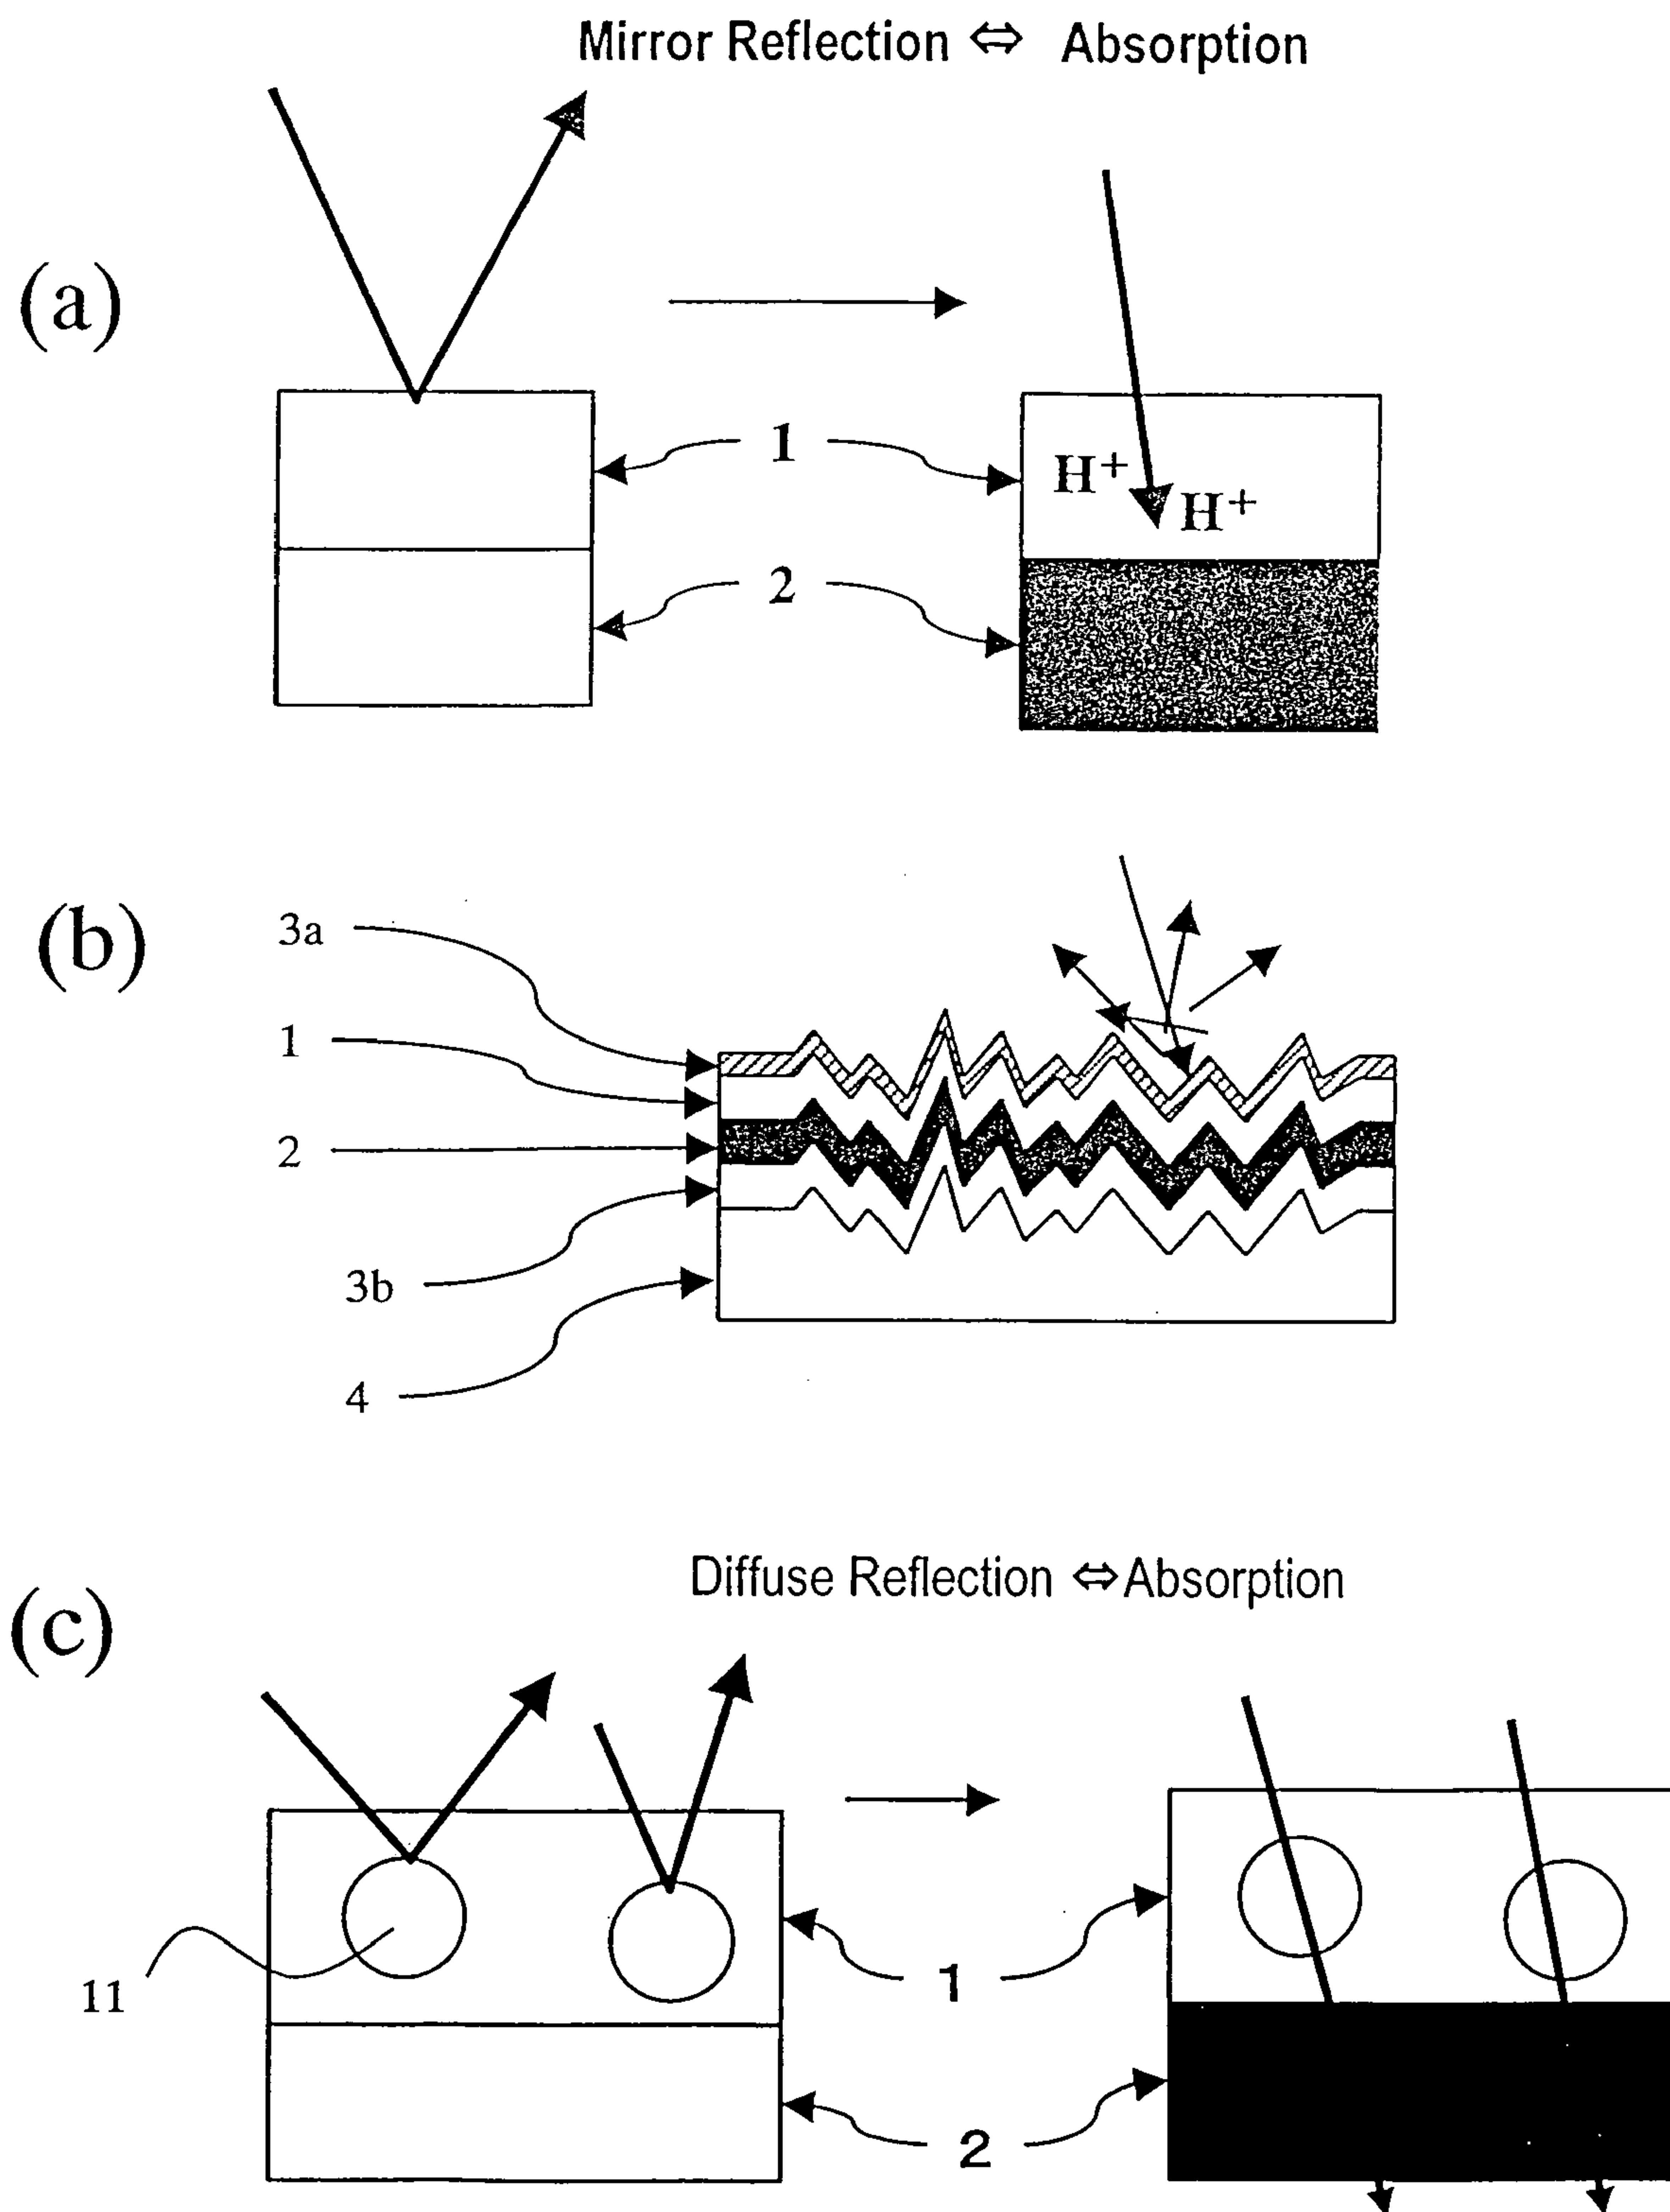 Mirror Reflection ⇔ Absorption
(a)
1
H⁺
H⁺
2
(b)
3a
1
2
3b
4
Diffuse Reflection ⇔Absorption
(c)
11
1
2